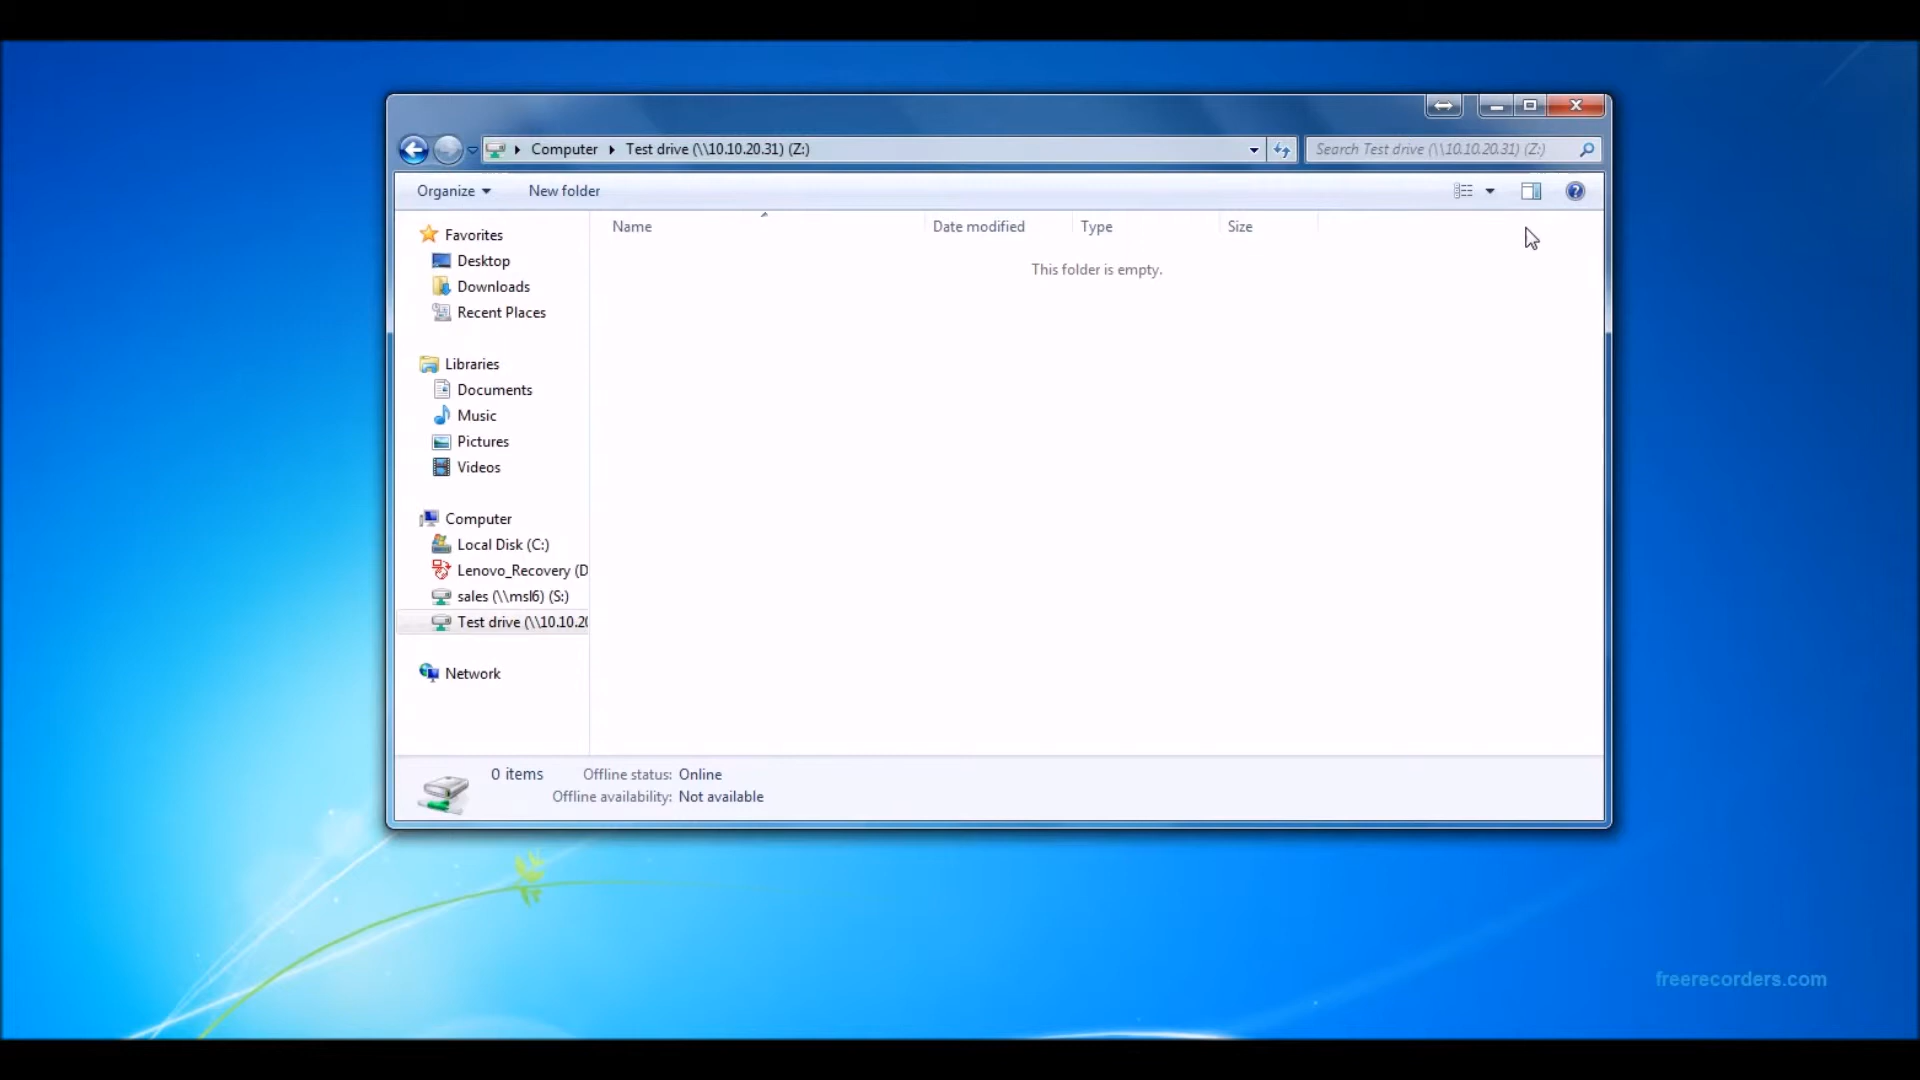 Computer Test drive (\\10.10.20.31) (Z:)
Search Test drive (\\10.10.20.31) (Z:)
Organize New folder
Favorites
Desktop
Downloads
Recent Places
Libraries
Documents
Music
Pictures
Videos
Computer
Local Disk (C:)
Lenovo_Recovery (D
sales (\\msl6) (S:)
Test drive (\\10.10.20
Network
Name Date modified Type Size
This folder is empty.
0 items Offline status: Online
Offline availability: Not available
freerecorders.com